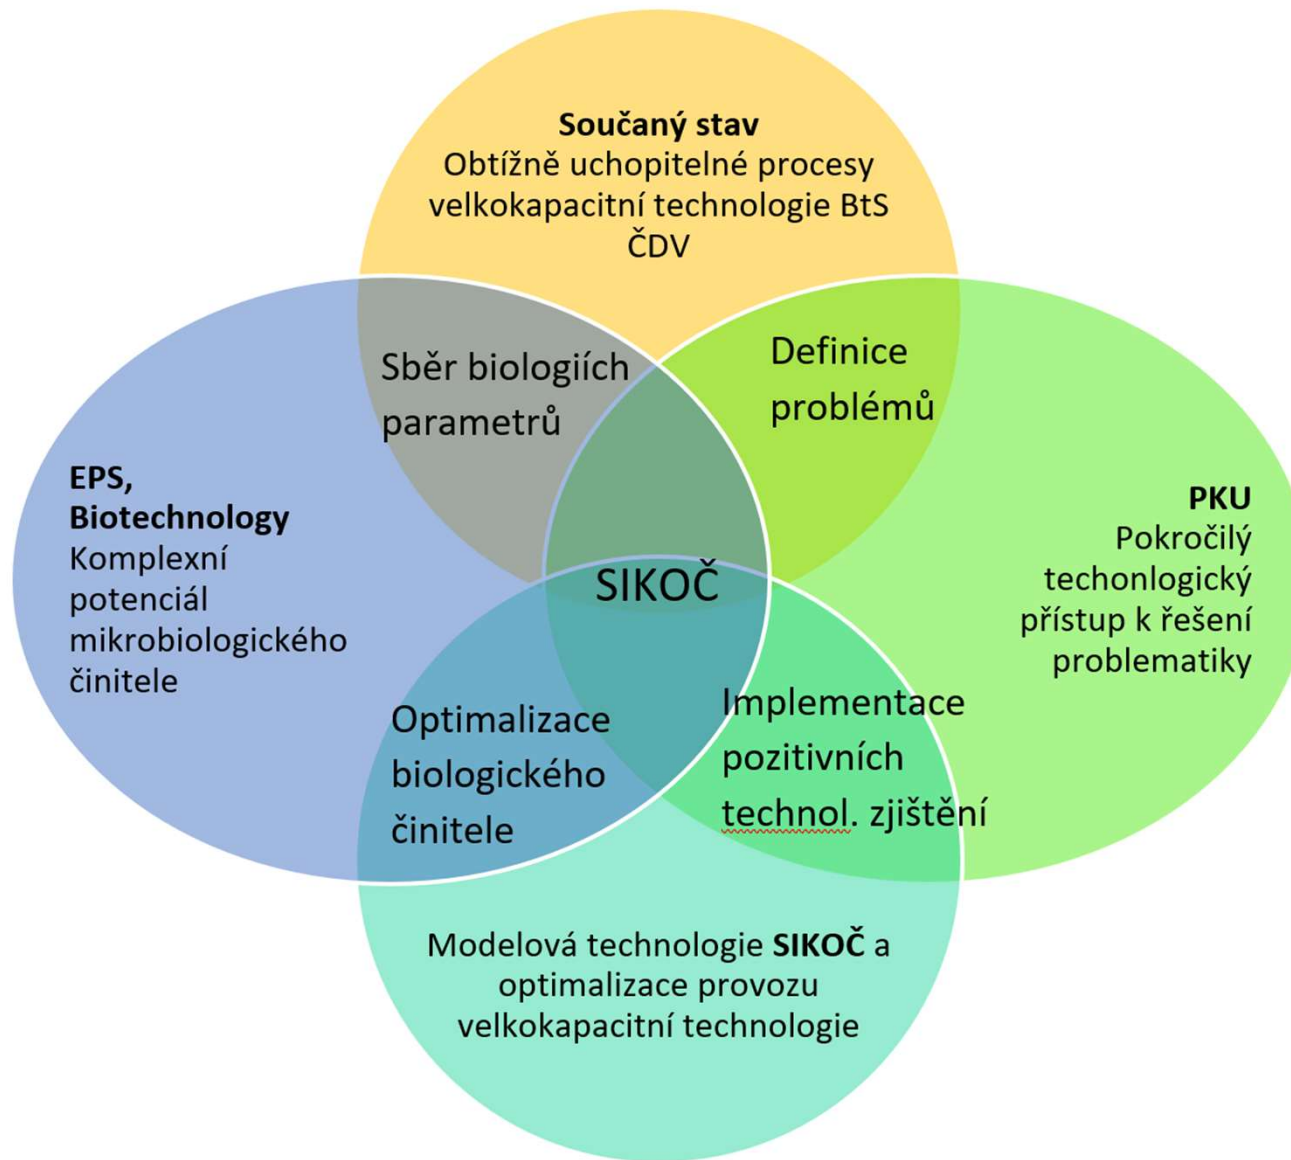 Součaný stav
Obtížně uchopitelné procesy
velkokapacitní technologie BtS
ČDV
Sběr biologiích
parametrů
Definice
problémů
EPS,
Biotechnology
Komplexní
potenciál
mikrobiologického
činitele
PKU
Pokročilý
techonlogický
přístup k řešení
problematiky
SIKOČ
Optimalizace
biologického
činitele
Implementace
pozitivních
technol. zjištění
Modelová technologie SIKOČ a
optimalizace provozu
velkokapacitní technologie